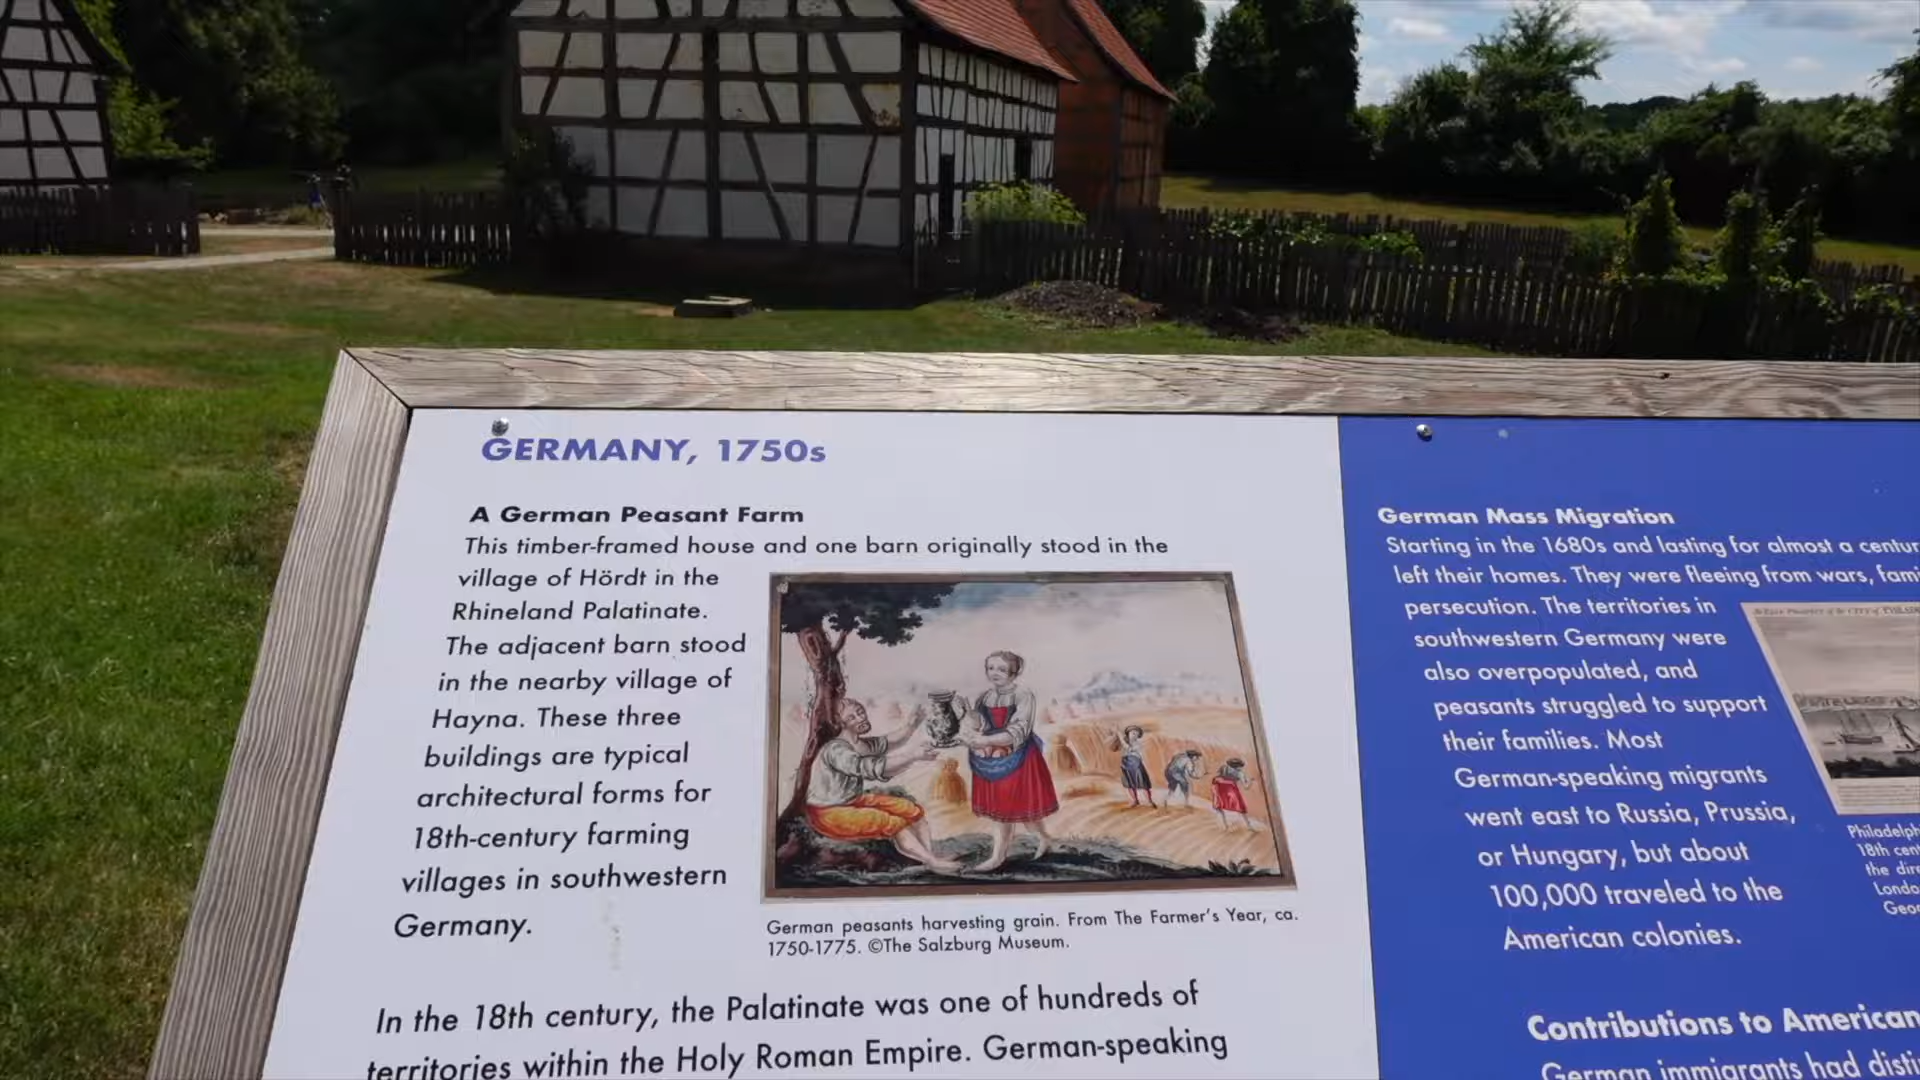 GERMANY, 1750s
A German Peasant Farm
This timber-framed house and one barn originally stood in the
village of Hördt in the
Rhineland Palatinate.
The adjacent barn stood
in the nearby village of
Hayna. These three
buildings are typical
architectural forms for
18th-century farming
villages in southwestern
Germany.
German peasants harvesting grain. From The Farmer's Year, ca.
1750-1775. ©The Salzburg Museum.
In the 18th century, the Palatinate was one of hundreds of
territories within the Holy Roman Empire. German-speaking
German Mass Migration
Starting in the 1680s and lasting for almost a centur
left their homes. They were fleeing from wars, fami
persecution. The territories in
southwestern Germany were
also overpopulated, and
peasants struggled to support
their families. Most
German-speaking migrants
went east to Russia, Prussia,
or Hungary, but about
100,000 traveled to the
American colonies.
Philadelph
18th cent
the dire
Londo
Geor
Contributions to American
German immigrants had disti